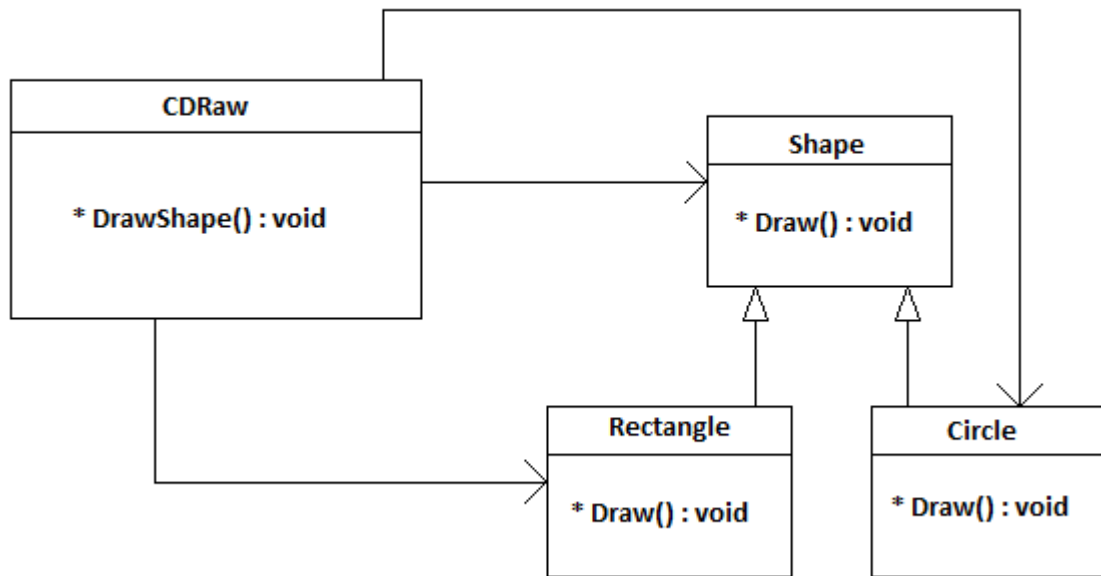 CDRaw
* DrawShape() : void
Shape
* Draw() : void
Rectangle
* Draw() : void
Circle
* Draw() : void